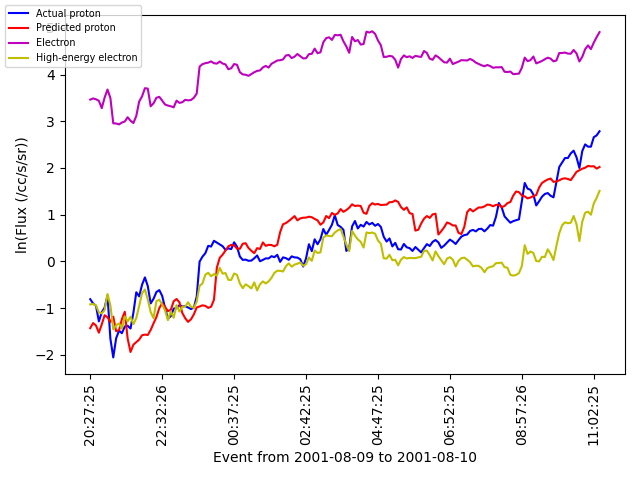 Actual proton
Predicted proton
Electron
High-energy electron
4
3
2
1
0
−1
−2
ln(Flux (/cc/s/sr))
20:27:25
22:32:26
00:37:25
02:42:25
04:47:25
06:52:25
08:57:26
11:02:25
Event from 2001-08-09 to 2001-08-10